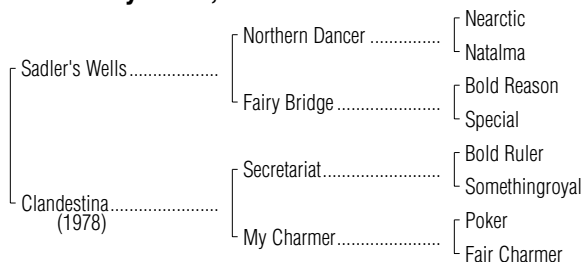 Nearctic
Northern Dancer ..................
Natalma
Sadler's Wells...................
Bold Reason
Fairy Bridge .......................
Special
Bold Ruler
Secretariat..........................
Somethingroyal
Clandestina.......................
(1978)
Poker
My Charmer.......................
Fair Charmer